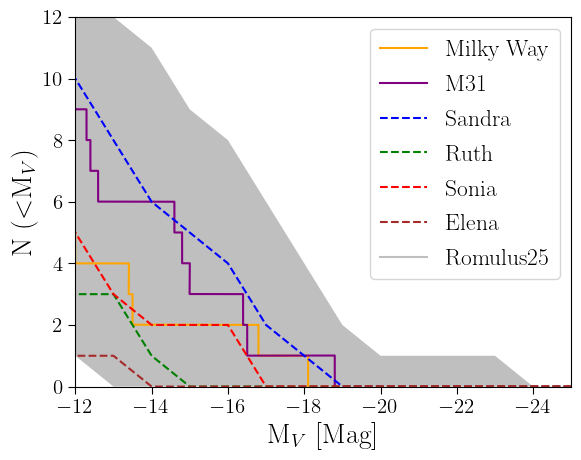 12
10
8
6
4
2
0
N (<M_V)
Milky Way
M31
Sandra
Ruth
Sonia
Elena
Romulus25
−12 −14 −16 −18 −20 −22 −24
M_V [Mag]